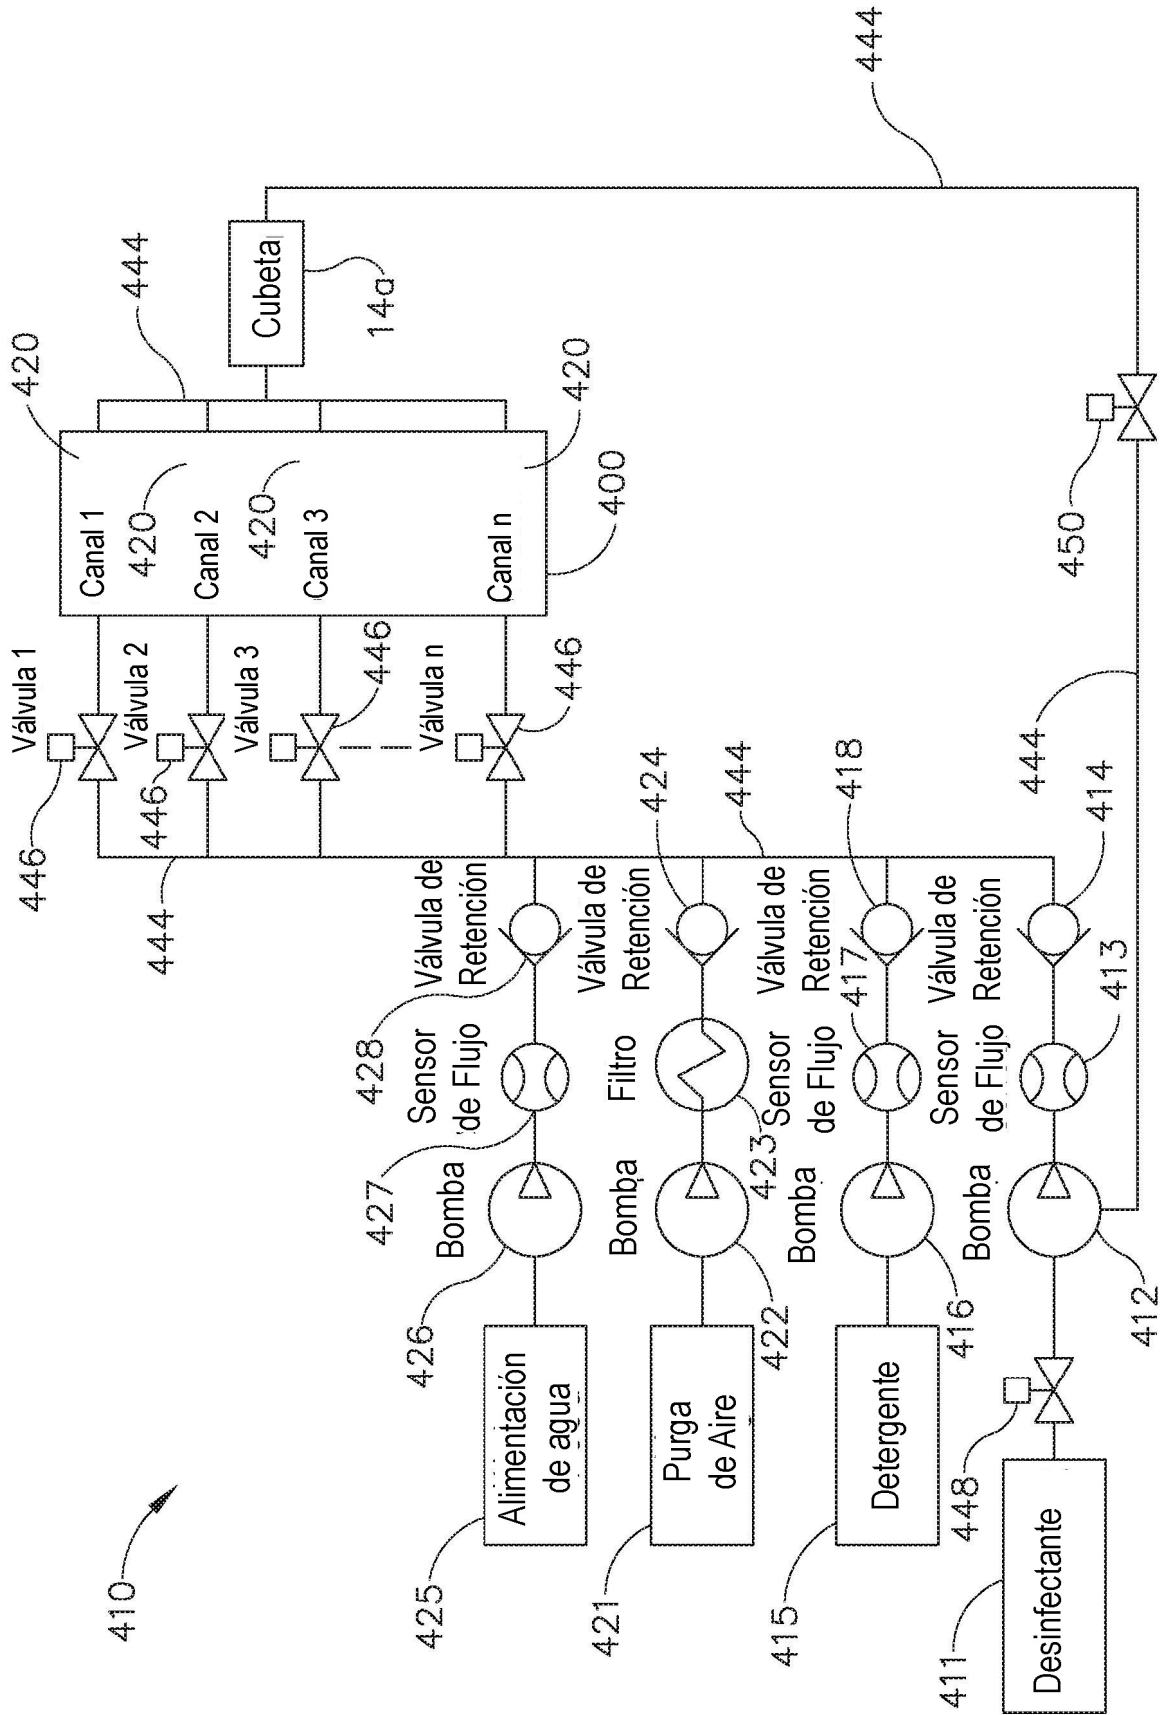 410
446
Válvula 1
420
Canal 1
Válvula 2
444
446
420
444
Canal 2
Válvula 3
420
Cubeta
Canal 3
446
14a
Válvula n
Canal n
446
420
400
425
426
427
428
Alimentación
de agua
Bomba
Sensor
de Flujo
Válvula de
Retención
421
422
423
424
Purga
de Aire
Bomba
Filtro
Válvula de
Retención
444
415
416
417
418
Detergente
Bomba
Sensor
de Flujo
Válvula de
Retención
411
448
412
413
414
Desinfectante
Bomba
Sensor
de Flujo
Válvula de
Retención
444
450
444